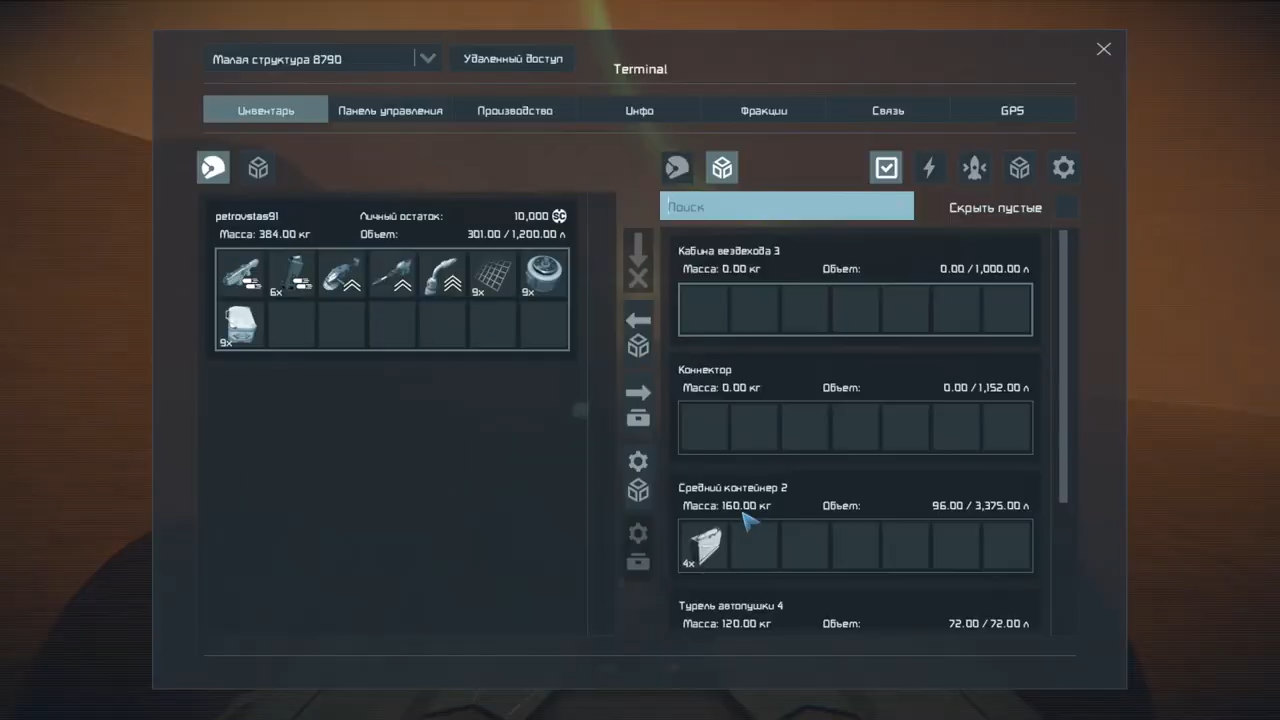 Малая структура 8790
Удаленный доступ
Terminal
Инвентарь
Панель управления
Производство
Инфо
Фракции
Связь
GPS
Поиск
Скрыть пустые
petrovstas91
Личный остаток:
10,000 SC
Масса: 384.00 кг
Объем:
301.00 / 1,200.00 л
6x
9x
9x
9x
Кабина вездехода 3
Масса: 0.00 кг
Объем:
0.00 / 1,000.00 л
Коннектор
Масса: 0.00 кг
Объем:
0.00 / 1,152.00 л
Средний контейнер 2
Масса: 160.00 кг
Объем:
96.00 / 3,375.00 л
4x
Турель автопушки 4
Масса: 120.00 кг
Объем:
72.00 / 72.00 л